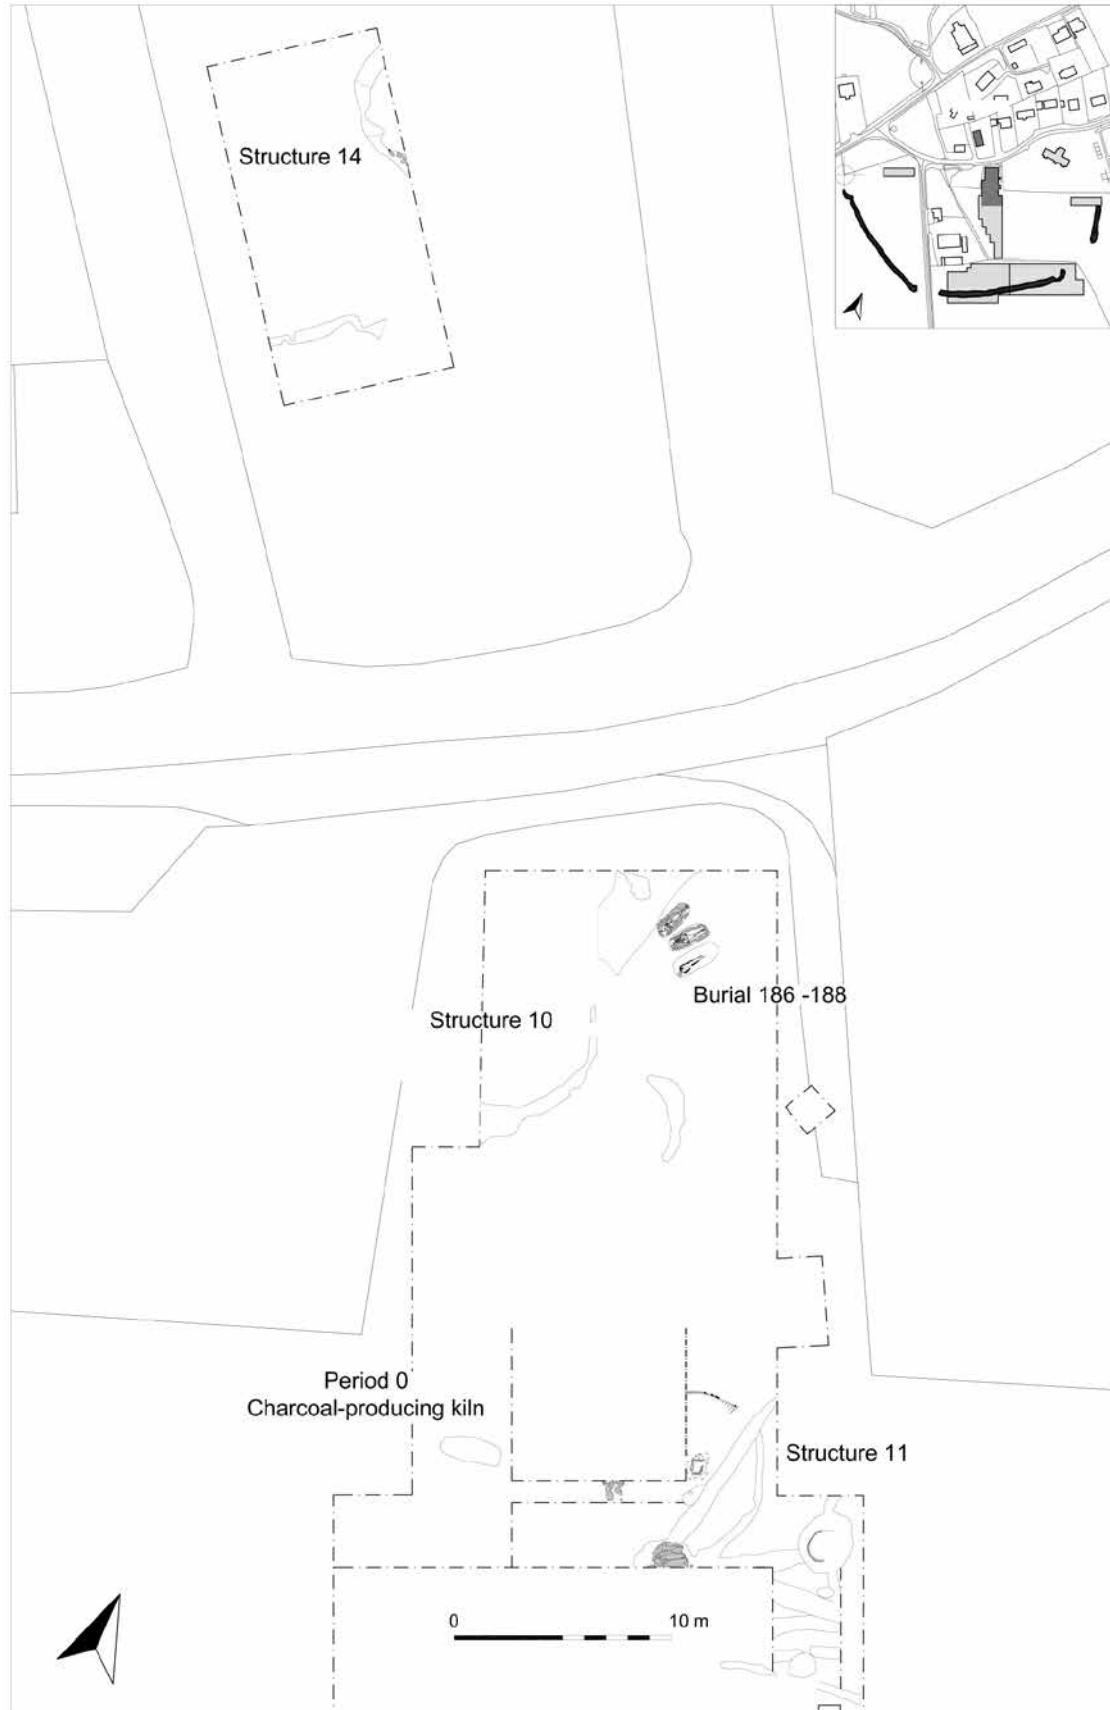 Structure 14
Burial 186 -188
Structure 10
Period 0
Charcoal-producing kiln
Structure 11
0 10 m